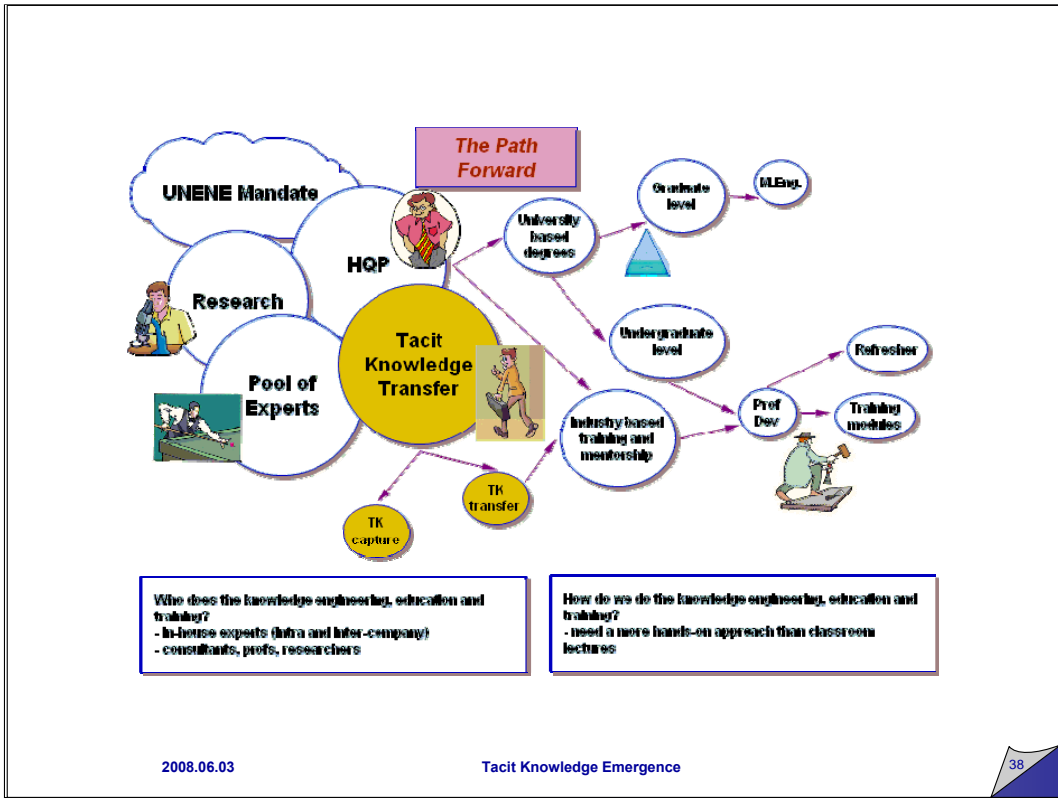 The Path
Forward
UNENE Mandate
HQP
Research
Pool of
Experts
Tacit
Knowledge
Transfer
University
based
degrees
Graduate
level
M.Eng.
Undergraduate
level
Industry based
training and
mentorship
Prof
Dev
Refresher
Training
modules
TK
transfer
TK
capture
Who does the knowledge engineering, education and
training?
- in-house experts (intra and inter-company)
- consultants, profs, researchers
How do we do the knowledge engineering, education and
training?
- need a more hands-on approach than classroom
lectures
2008.06.03
Tacit Knowledge Emergence
38